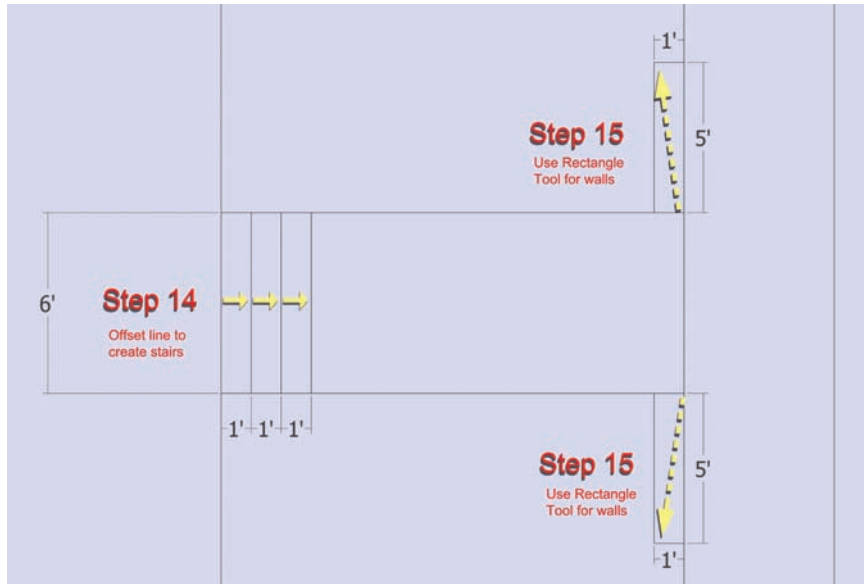 1'
Step 15
Use Rectangle
Tool for walls
5'
6'
Step 14
Offset line to
create stairs
1' 1' 1'
Step 15
Use Rectangle
Tool for walls
5'
1'